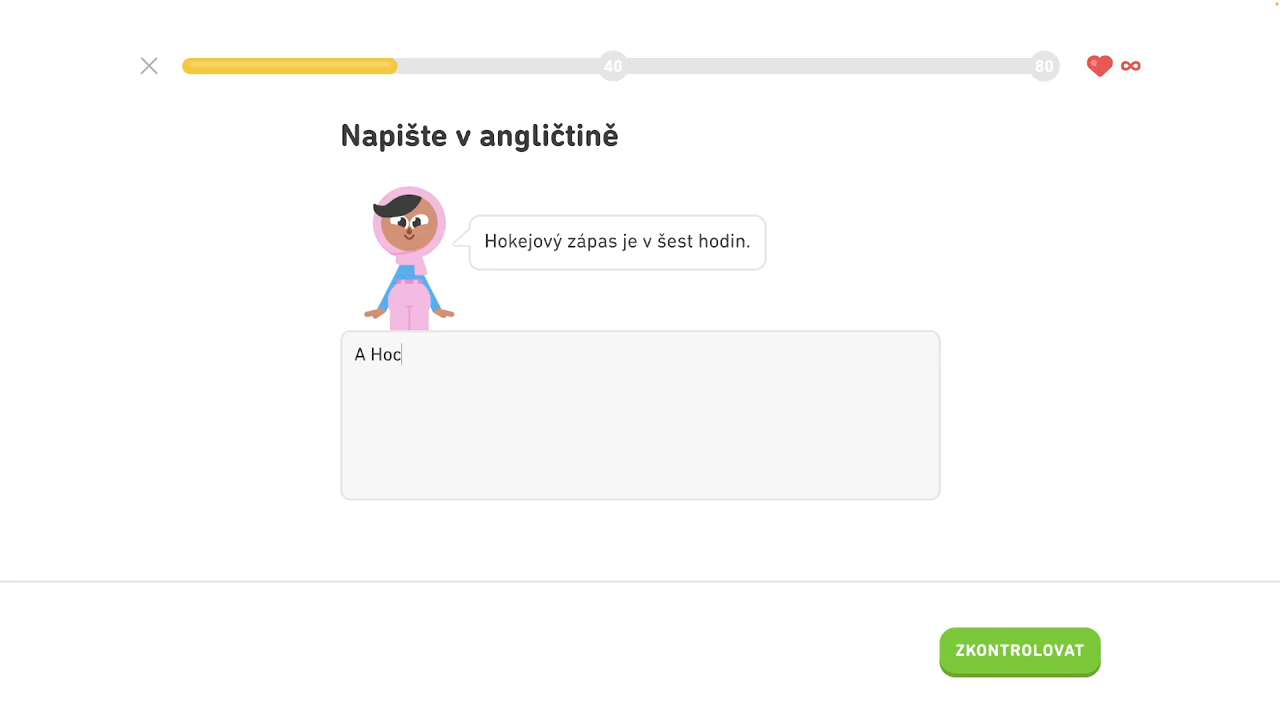 40
80
∞
Napište v angličtině
Hokejový zápas je v šest hodin.
A Hoc
ZKONTROLOVAT